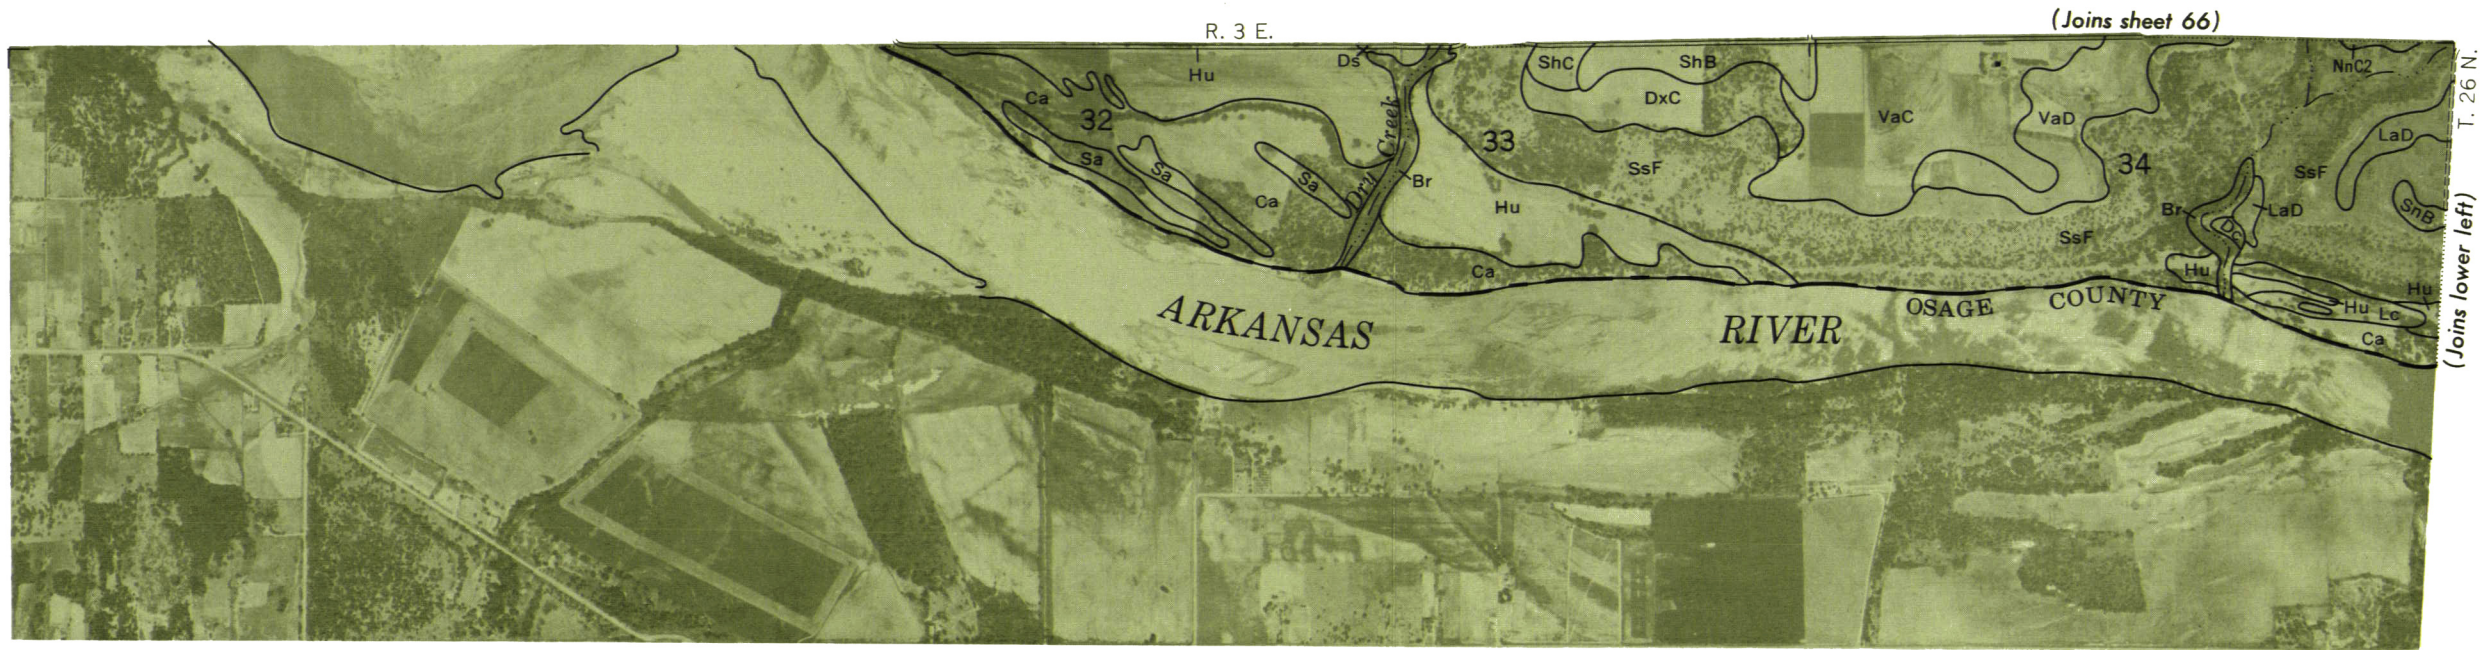 (Joins sheet 66)
R. 3 E.
T. 26 N.
(Joins lower left)
Ds
Hu
ShC
ShB
NnC2
Ca
32
DxC
VaC
VaD
LaD
Creek
33
34
Sa
Sa
Sa
Dry
Br
SsF
SsF
Ca
Hu
Br
LaD
SnB
Dc
SsF
Ca
Hu
Hu
ARKANSAS
RIVER
OSAGE COUNTY
Hu
Lc
Ca